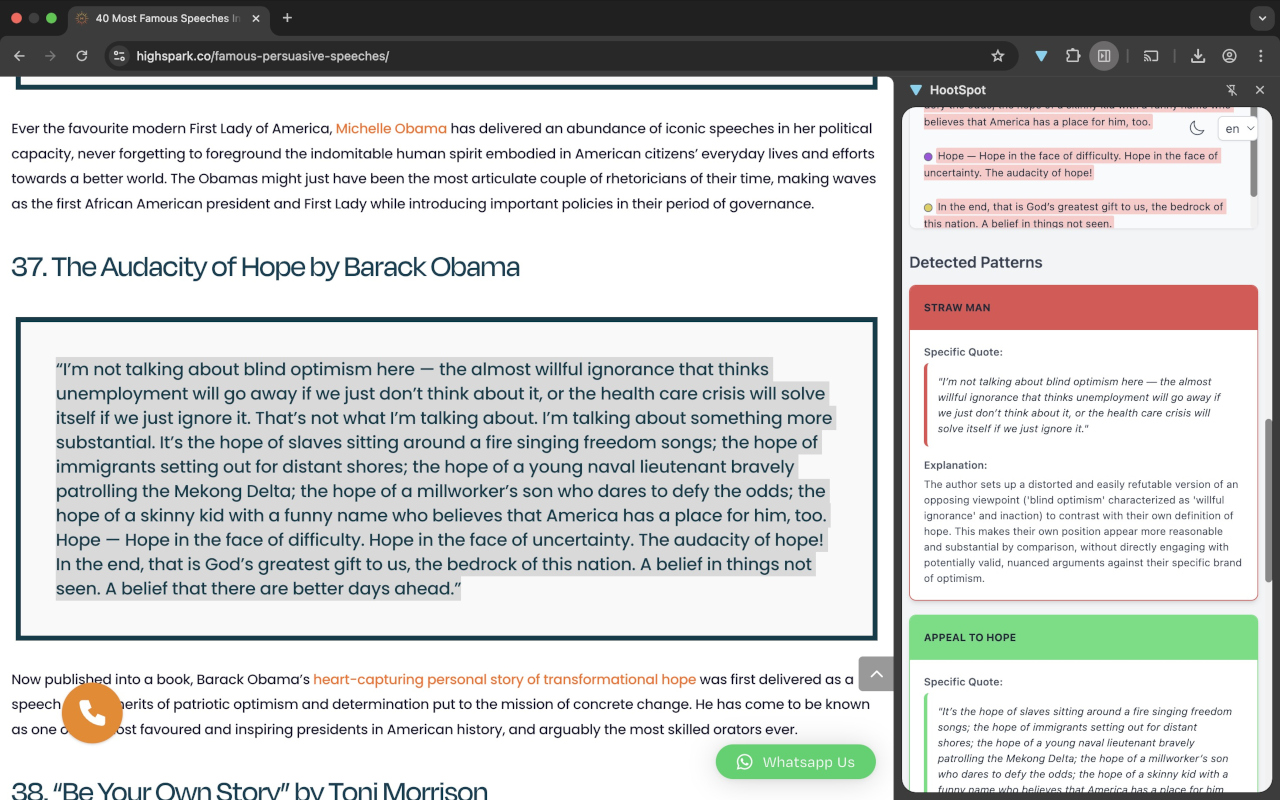 40 Most Famous Speeches In
highspark.co/famous-persuasive-speeches/
Ever the favourite modern First Lady of America, Michelle Obama has delivered an abundance of iconic speeches in her political
capacity, never forgetting to foreground the indomitable human spirit embodied in American citizens’ everyday lives and efforts
towards a better world. The Obamas might just have been the most articulate couple of rhetoricians of their time, making waves
as the first African American president and First Lady while introducing important policies in their period of governance.
37. The Audacity of Hope by Barack Obama
“I’m not talking about blind optimism here — the almost willful ignorance that thinks
unemployment will go away if we just don’t think about it, or the health care crisis will solve
itself if we just ignore it. That’s not what I’m talking about. I’m talking about something more
substantial. It’s the hope of slaves sitting around a fire singing freedom songs; the hope of
immigrants setting out for distant shores; the hope of a young naval lieutenant bravely
patrolling the Mekong Delta; the hope of a millworker’s son who dares to defy the odds; the
hope of a skinny kid with a funny name who believes that America has a place for him, too.
Hope — Hope in the face of difficulty. Hope in the face of uncertainty. The audacity of hope!
In the end, that is God’s greatest gift to us, the bedrock of this nation. A belief in things not
seen. A belief that there are better days ahead.”
Now published into a book, Barack Obama’s heart-capturing personal story of transformational hope was first delivered as a
speech erits of patriotic optimism and determination put to the mission of concrete change. He has come to be known
as one o ost favoured and inspiring presidents in American history, and arguably the most skilled orators ever.
Whatsapp Us
38. “Be Your Own Story” by Toni Morrison
HootSpot
believes that America has a place for him, too.
en
Hope — Hope in the face of difficulty. Hope in the face of
uncertainty. The audacity of hope!
In the end, that is God’s greatest gift to us, the bedrock of
this nation. A belief in things not seen.
Detected Patterns
STRAW MAN
Specific Quote:
"I’m not talking about blind optimism here — the almost
willful ignorance that thinks unemployment will go away if
we just don’t think about it, or the health care crisis will
solve itself if we just ignore it."
Explanation:
The author sets up a distorted and easily refutable version of an
opposing viewpoint ('blind optimism' characterized as 'willful
ignorance' and inaction) to contrast with their own definition of
hope. This makes their own position appear more reasonable
and substantial by comparison, without directly engaging with
potentially valid, nuanced arguments against their specific brand
of optimism.
APPEAL TO HOPE
Specific Quote:
"It’s the hope of slaves sitting around a fire singing freedom
songs; the hope of immigrants setting out for distant
shores; the hope of a young naval lieutenant bravely
patrolling the Mekong Delta; the hope of a millworker’s son
who dares to defy the odds; the hope of a skinny kid with a
funny name who believes that America has a place for him